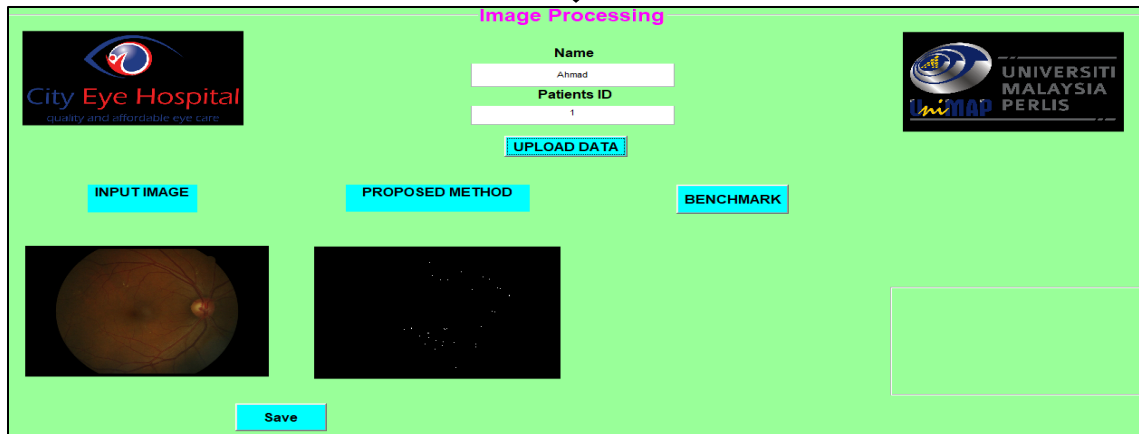 Image Processing
City Eye Hospital
quality and affordable eye care
Name
Ahmad
Patients ID
1
UPLOAD DATA
UniMAP
UNIVERSITI
MALAYSIA
PERLIS
INPUT IMAGE
PROPOSED METHOD
BENCHMARK
Save